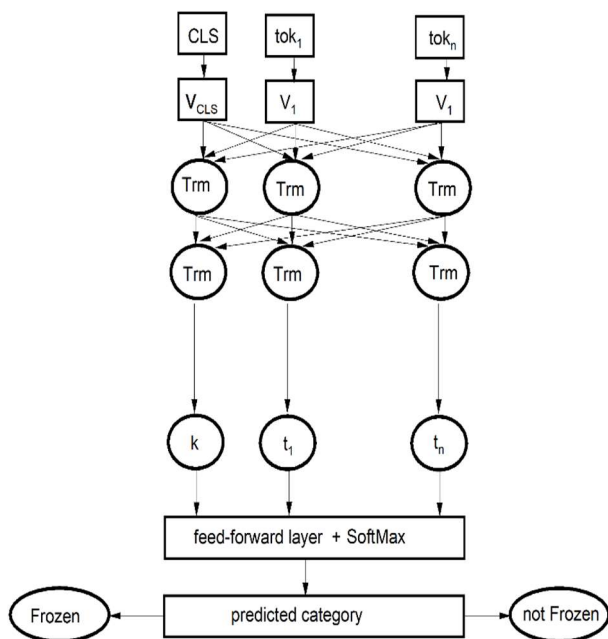 CLS tok₁ tokₙ
V_CLS V₁ V₁
Trm Trm Trm
Trm Trm Trm
k t₁ tₙ
feed-forward layer + SoftMax
Frozen predicted category not Frozen